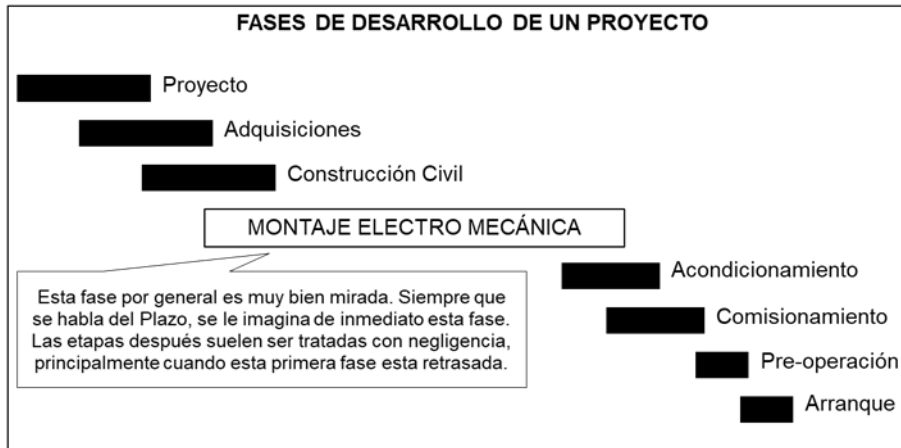 FASES DE DESARROLLO DE UN PROYECTO
Proyecto
Adquisiciones
Construcción Civil
MONTAJE ELECTRO MECÁNICA
Acondicionamiento
Esta fase por general es muy bien mirada. Siempre que
se habla del Plazo, se le imagina de inmediato esta fase.
Las etapas después suelen ser tratadas con negligencia,
principalmente cuando esta primera fase esta retrasada.
Comisionamiento
Pre-operación
Arranque